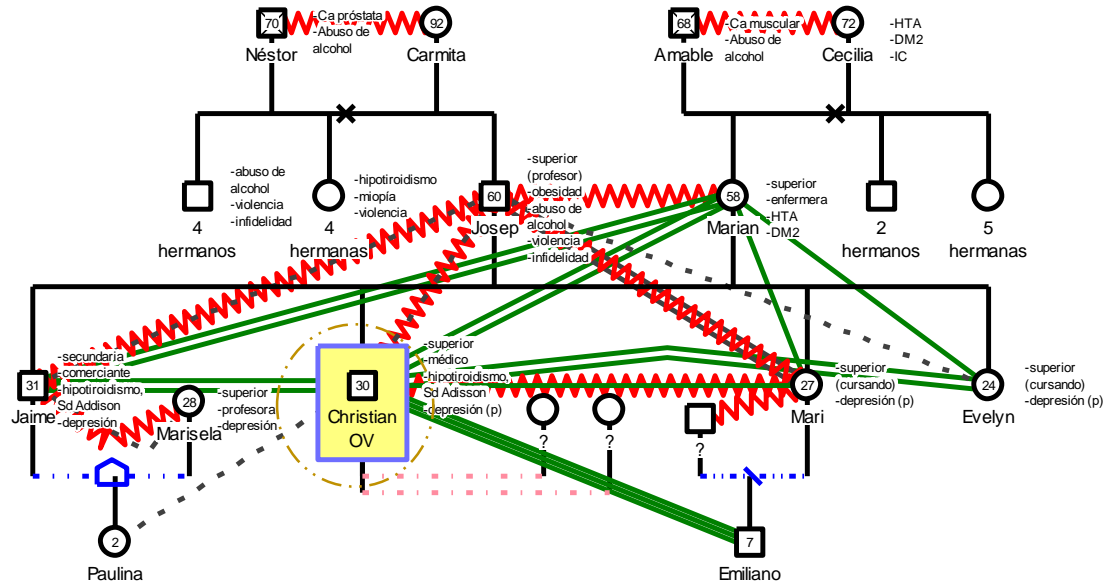 70
-Ca próstata
-Abuso de
alcohol
92
Néstor
Carmita
68
-Ca muscular
-Abuso de
alcohol
72
-HTA
-DM2
-IC
Amable
Cecilia
4
hermanos
-abuso de
alcohol
-violencia
-infidelidad
4
hermanas
-hipotiroidismo
-miopía
-violencia
60
Josep
-superior
(profesor)
-obesidad
-abuso de
alcohol
-violencia
-infidelidad
58
Marian
-superior
-enfermera
-HTA
-DM2
2
hermanos
5
hermanas
31
Jaime
-secundaria
-comerciante
-hipotiroidismo,
Sd Addison
-depresión
28
Marisela
-superior
-profesora
-depresión
30
Christian
OV
-superior
-médico
-hipotiroidismo,
Sd Adisson
-depresión (p)
?
?
?
27
Mari
-superior
(cursando)
-depresión (p)
24
Evelyn
-superior
(cursando)
-depresión (p)
2
Paulina
7
Emiliano